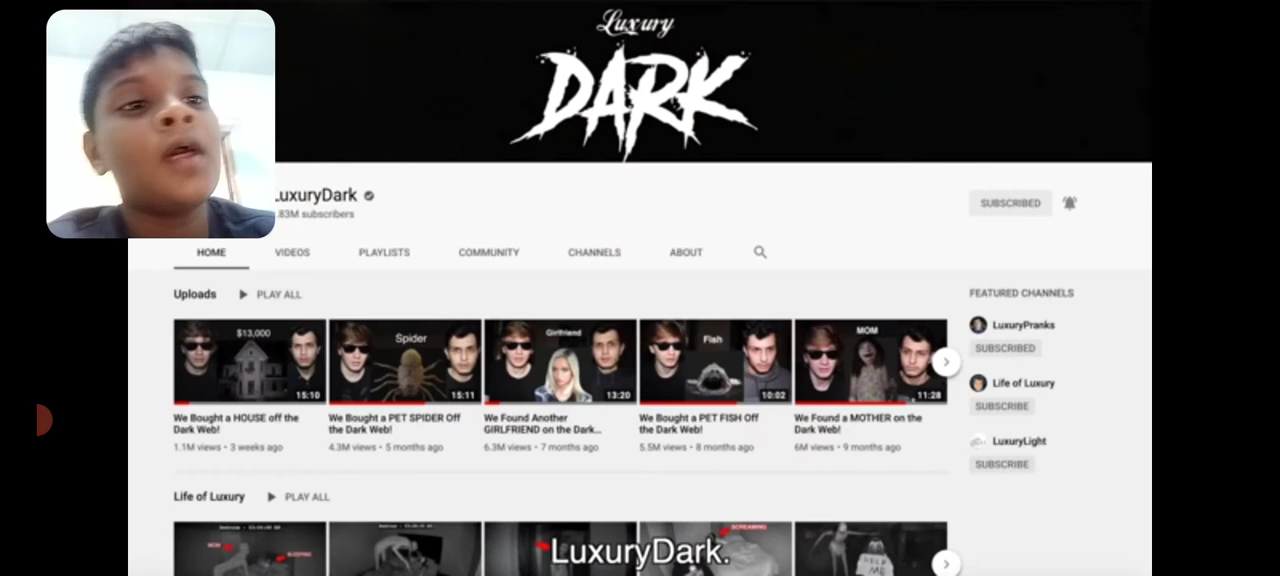 Luxury
DARK
LuxuryDark
.83M subscribers
SUBSCRIBED
HOME VIDEOS PLAYLISTS COMMUNITY CHANNELS ABOUT
Uploads PLAY ALL
FEATURED CHANNELS
LuxuryPranks
SUBSCRIBED
Life of Luxury
SUBSCRIBE
LuxuryLight
SUBSCRIBE
$13,000
15:10
Spider
15:11
Girlfriend
13:20
Fish
10:02
MOM
11:28
We Bought a HOUSE off the
Dark Web!
1.1M views • 3 weeks ago
We Bought a PET SPIDER Off
the Dark Web!
4.3M views • 5 months ago
We Found Another
GIRLFRIEND on the Dark...
6.3M views • 7 months ago
We Bought a PET FISH Off
the Dark Web!
5.5M views • 8 months ago
We Found a MOTHER on the
Dark Web!
6M views • 9 months ago
Life of Luxury PLAY ALL
MOM
SLEEPING
SCREAMING
HELP
ME
LuxuryDark.